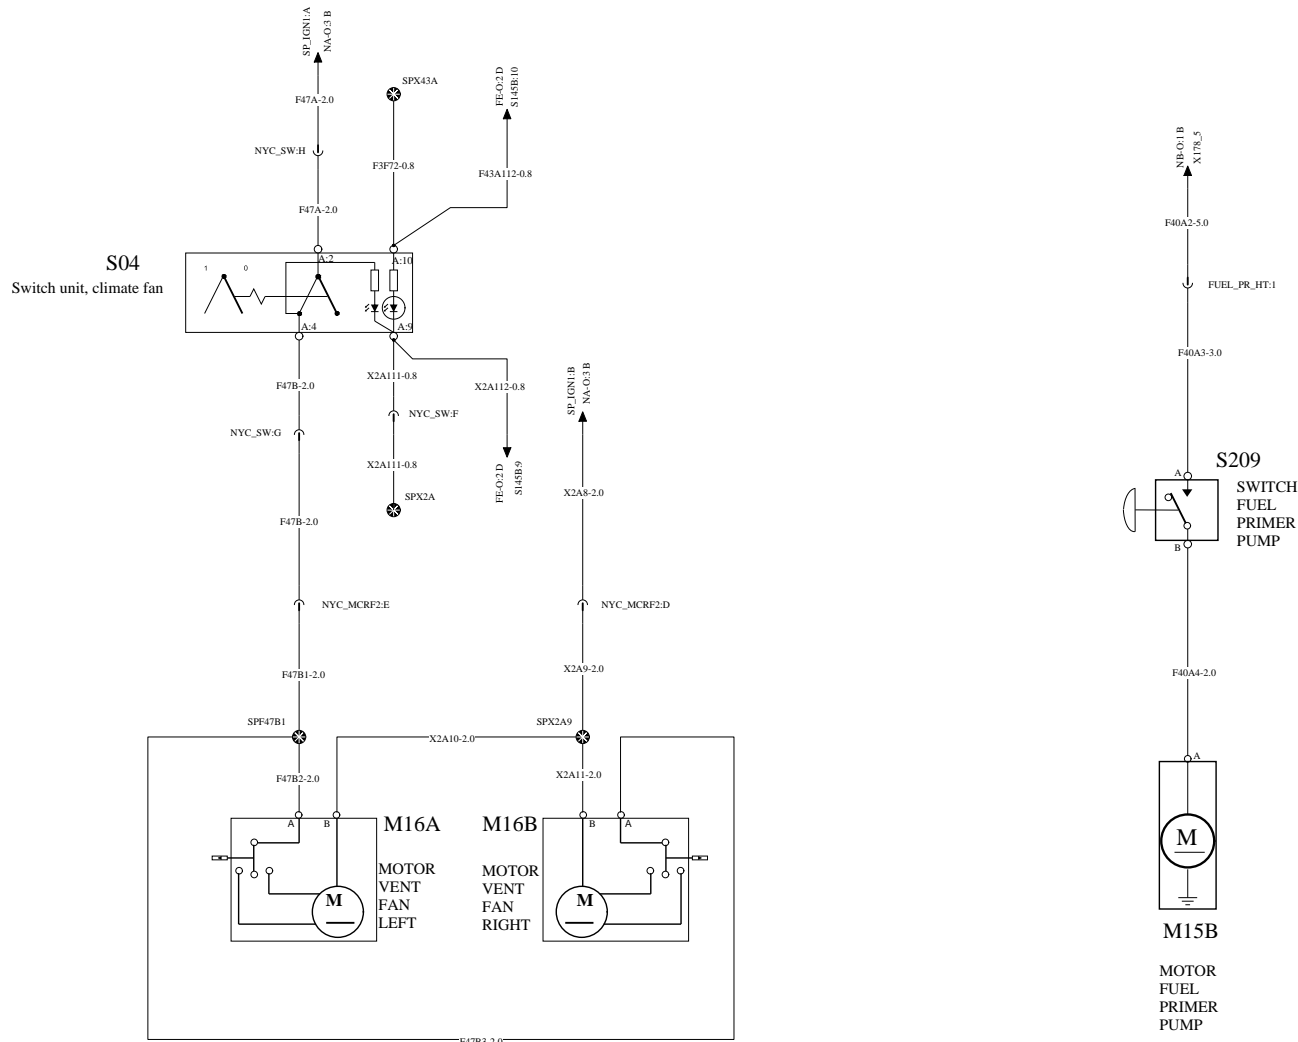 SP_IGN1:A
NA-O:3 B
F47A-2.0
NYC_SW:H
F47A-2.0
SPX43A
F3F72-0.8
FE-O:2 D
S145B:10
F43A112-0.8
S04
Switch unit, climate fan
1
0
A:2
A:10
A:4
A:9
F47B-2.0
NYC_SW:G
F47B-2.0
X2A111-0.8
NYC_SW:F
X2A111-0.8
SPX2A
X2A112-0.8
FE-O:2 D
S145B:9
SP_IGN1:B
NA-O:3 B
X2A8-2.0
NYC_MCRF2:E
NYC_MCRF2:D
F47B1-2.0
X2A9-2.0
SPF47B1
SPX2A9
X2A10-2.0
F47B2-2.0
X2A11-2.0
A
B
M16A
MOTOR
VENT
FAN
LEFT
M
M16B
MOTOR
VENT
FAN
RIGHT
B
A
M
F47B3-2.0
NB-O:1 B
X178_5
F40A2-5.0
FUEL_PR_HT:1
F40A3-3.0
S209
SWITCH
FUEL
PRIMER
PUMP
A
B
F40A4-2.0
A
M
M15B
MOTOR
FUEL
PRIMER
PUMP